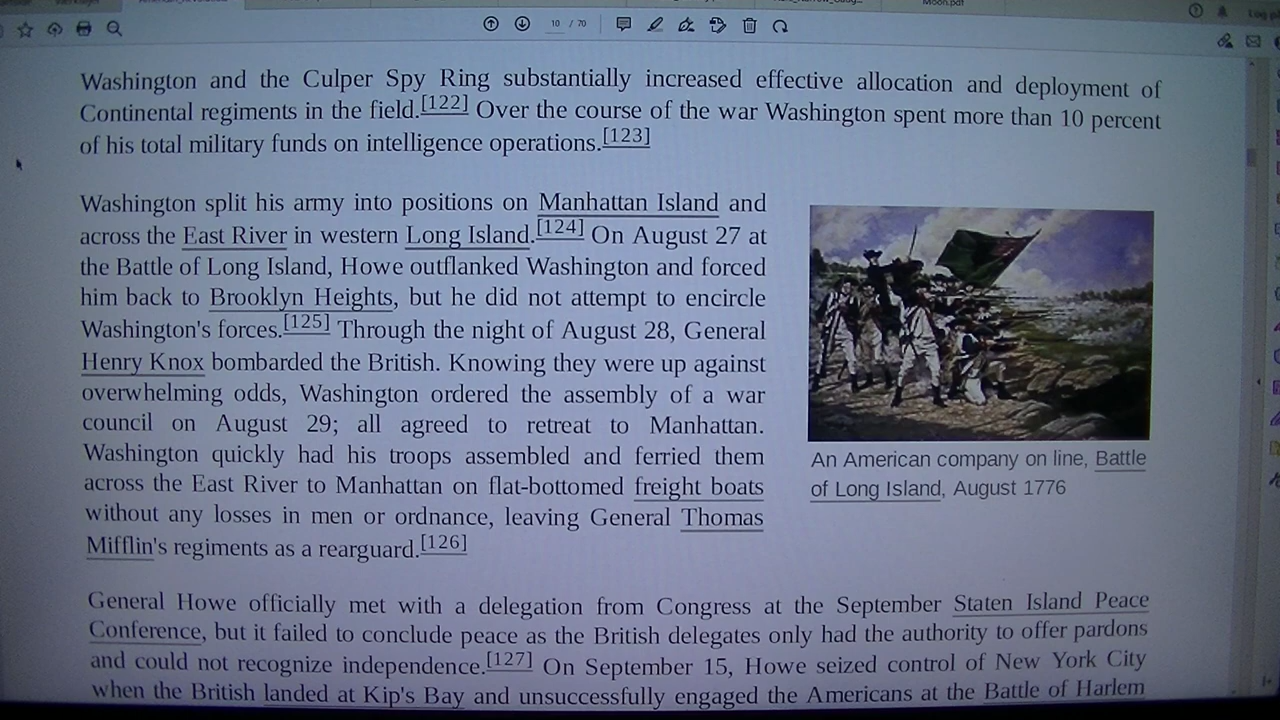 Moon.pdf
10 / 70
Washington and the Culper Spy Ring substantially increased effective allocation and deployment of
Continental regiments in the field.[122] Over the course of the war Washington spent more than 10 percent
of his total military funds on intelligence operations.[123]
Washington split his army into positions on Manhattan Island and
across the East River in western Long Island.[124] On August 27 at
the Battle of Long Island, Howe outflanked Washington and forced
him back to Brooklyn Heights, but he did not attempt to encircle
Washington's forces.[125] Through the night of August 28, General
Henry Knox bombarded the British. Knowing they were up against
overwhelming odds, Washington ordered the assembly of a war
council on August 29; all agreed to retreat to Manhattan.
Washington quickly had his troops assembled and ferried them
across the East River to Manhattan on flat-bottomed freight boats
without any losses in men or ordnance, leaving General Thomas
Mifflin's regiments as a rearguard.[126]
An American company on line, Battle
of Long Island, August 1776
General Howe officially met with a delegation from Congress at the September Staten Island Peace
Conference, but it failed to conclude peace as the British delegates only had the authority to offer pardons
and could not recognize independence.[127] On September 15, Howe seized control of New York City
when the British landed at Kip's Bay and unsuccessfully engaged the Americans at the Battle of Harlem